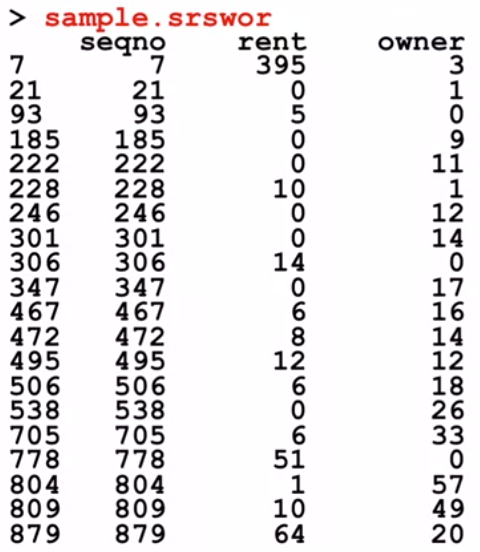 > sample.srswor
seqno rent owner
7 7 395 3
21 21 0 1
93 93 5 0
185 185 0 9
222 222 0 11
228 228 10 1
246 246 0 12
301 301 0 14
306 306 14 0
347 347 0 17
467 467 6 16
472 472 8 14
495 495 12 12
506 506 6 18
538 538 0 26
705 705 6 33
778 778 51 0
804 804 1 57
809 809 10 49
879 879 64 20